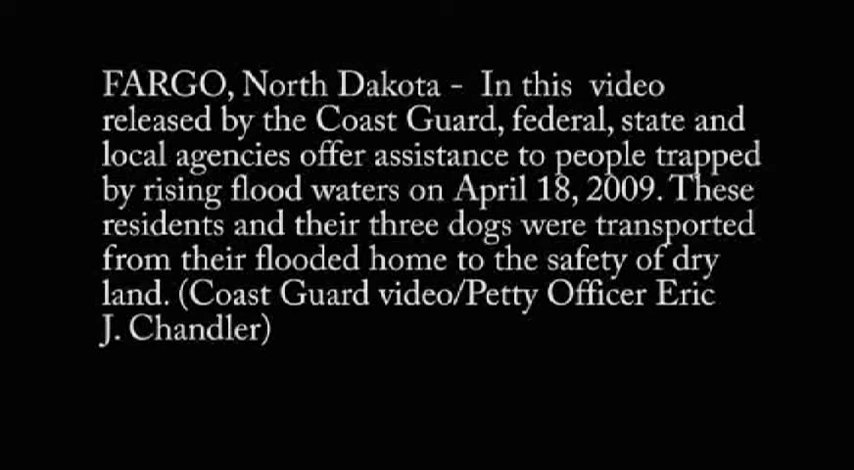 FARGO, North Dakota -  In this  video
released by the Coast Guard, federal, state and
local agencies offer assistance to people trapped
by rising flood waters on April 18, 2009. These
residents and their three dogs were transported
from their flooded home to the safety of dry
land. (Coast Guard video/Petty Officer Eric
J. Chandler)